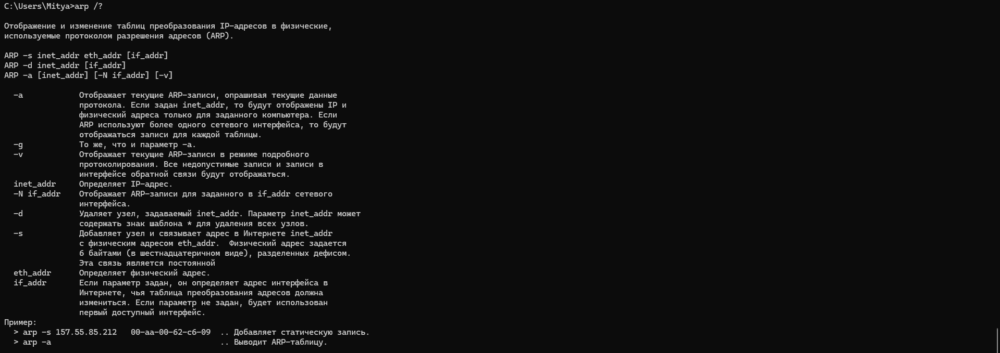 C:\Users\Mitya>arp /?
Отображение и изменение таблиц преобразования IP-адресов в физические,
используемые протоколом разрешения адресов (ARP).
ARP -s inet_addr eth_addr [if_addr]
ARP -d inet_addr [if_addr]
ARP -a [inet_addr] [-N if_addr] [-v]
-a            Отображает текущие ARP-записи, опрашивая текущие данные
протокола. Если задан inet_addr, то будут отображены IP и
физический адреса только для заданного компьютера. Если
ARP используют более одного сетевого интерфейса, то будут
отображаться записи для каждой таблицы.
-g            То же, что и параметр -a.
-v            Отображает текущие ARP-записи в режиме подробного
протоколирования. Все недопустимые записи и записи в
интерфейсе обратной связи будут отображаться.
inet_addr     Определяет IP-адрес.
-N if_addr    Отображает ARP-записи для заданного в if_addr сетевого
интерфейса.
-d            Удаляет узел, задаваемый inet_addr. Параметр inet_addr может
содержать знак шаблона * для удаления всех узлов.
-s            Добавляет узел и связывает адрес в Интернете inet_addr
с физическим адресом eth_addr.  Физический адрес задается
6 байтами (в шестнадцатеричном виде), разделенных дефисом.
Эта связь является постоянной
eth_addr      Определяет физический адрес.
if_addr       Если параметр задан, он определяет адрес интерфейса в
Интернете, чья таблица преобразования адресов должна
измениться. Если параметр не задан, будет использован
первый доступный интерфейс.
Пример:
> arp -s 157.55.85.212   00-aa-00-62-c6-09  .. Добавляет статическую запись.
> arp -a                                    .. Выводит ARP-таблицу.